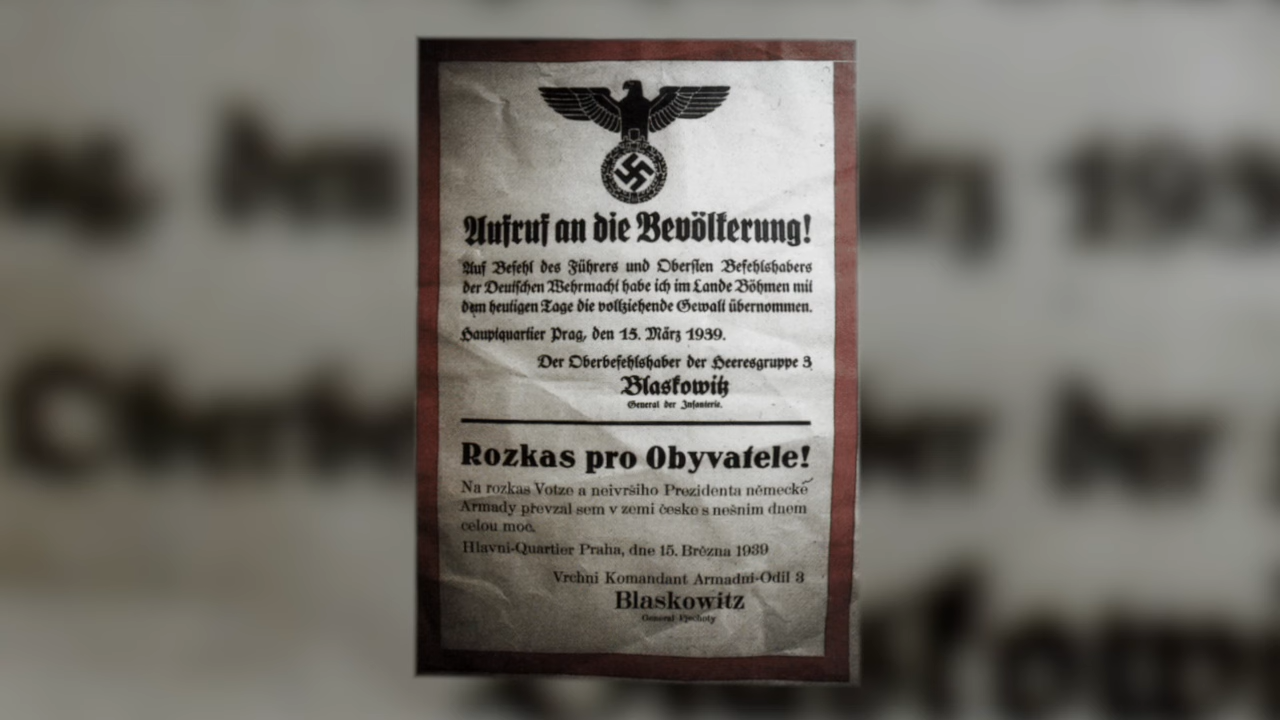 Aufruf an die Bevölkerung!
Auf Befehl des Führers und Obersten Befehlshabers
der Deutschen Wehrmacht habe ich im Lande Böhmen mit
dem heutigen Tage die vollziehende Gewalt übernommen.
Hauptquartier Prag, den 15. März 1939.
Der Oberbefehlshaber der Heeresgruppe 3
Blaskowitz
General der Infanterie.
Rozkas pro Obyvatele!
Na rozkas Votze a neivršiho Prezidenta německé
Armady převzal sem v zemi česke s nešnim dnem
celou moc.
Hlavni-Quartier Praha, dne 15. Března 1939
Vrchni Komandant Armadni-Odil 3
Blaskowitz
General Vjechoty